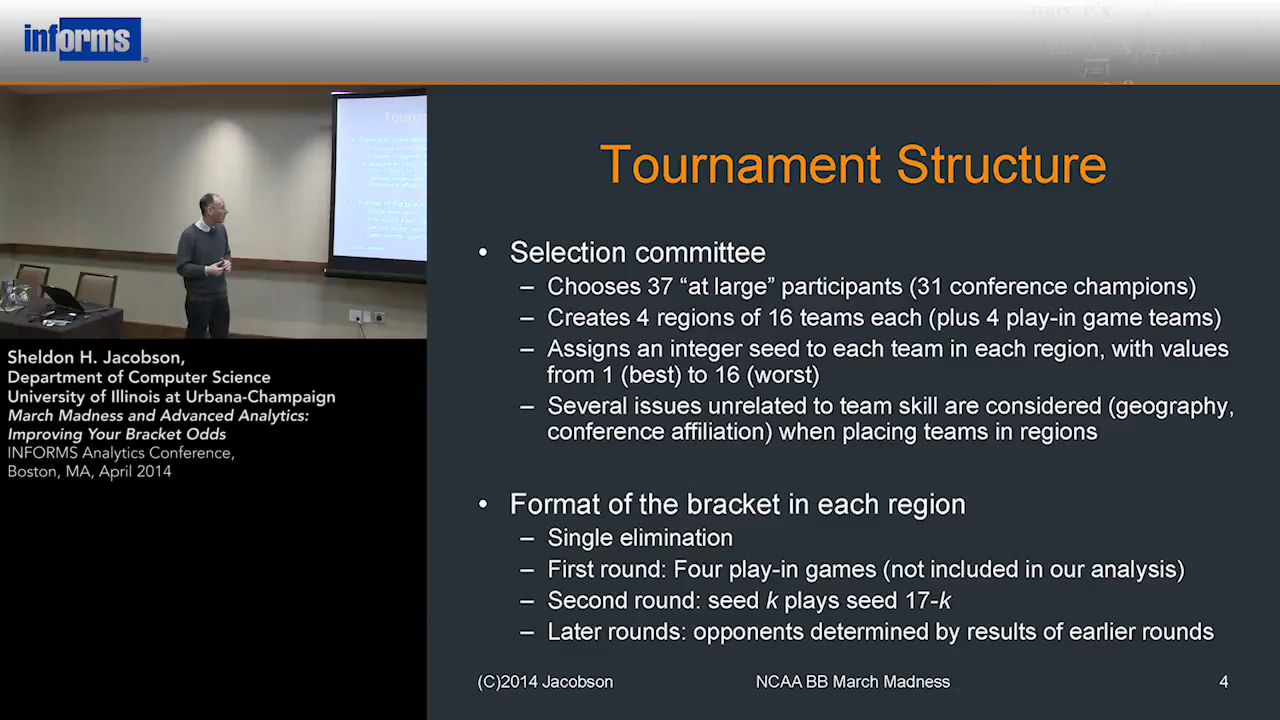 informs
Tournament Structure
• Selection committee
– Chooses 37 “at large” participants (31 conference champions)
– Creates 4 regions of 16 teams each (plus 4 play-in game teams)
– Assigns an integer seed to each team in each region, with values
from 1 (best) to 16 (worst)
– Several issues unrelated to team skill are considered (geography,
conference affiliation) when placing teams in regions
• Format of the bracket in each region
– Single elimination
– First round: Four play-in games (not included in our analysis)
– Second round: seed k plays seed 17-k
– Later rounds: opponents determined by results of earlier rounds
(C)2014 Jacobson NCAA BB March Madness 4
Sheldon H. Jacobson,
Department of Computer Science
University of Illinois at Urbana-Champaign
March Madness and Advanced Analytics:
Improving Your Bracket Odds
INFORMS Analytics Conference,
Boston, MA, April 2014